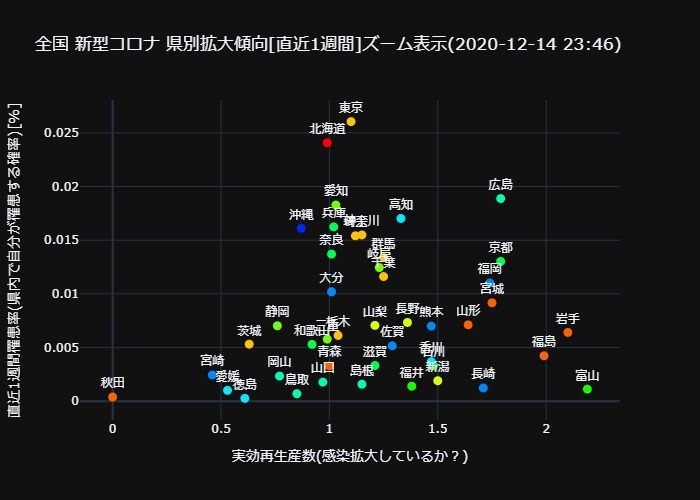 全国 新型コロナ 県別拡大傾向[直近1週間]ズーム表示(2020-12-14 23:46)
直近1週間罹患率(県内で自分が罹患する確率)[%]
0.025
0.02
0.015
0.01
0.005
0
東京
北海道
広島
愛知
高知
沖縄
兵庫
奈良
群馬
岐阜
千葉
京都
福岡
大分
宮城
静岡
山梨
長野
熊本
山形
岩手
栃木
茨城
和歌山
佐賀
福島
青森
滋賀
香川
宮崎
岡山
山口
島根
福井
新潟
長崎
富山
愛媛
徳島
鳥取
秋田
0
0.5
1
1.5
2
実効再生産数(感染拡大しているか？)